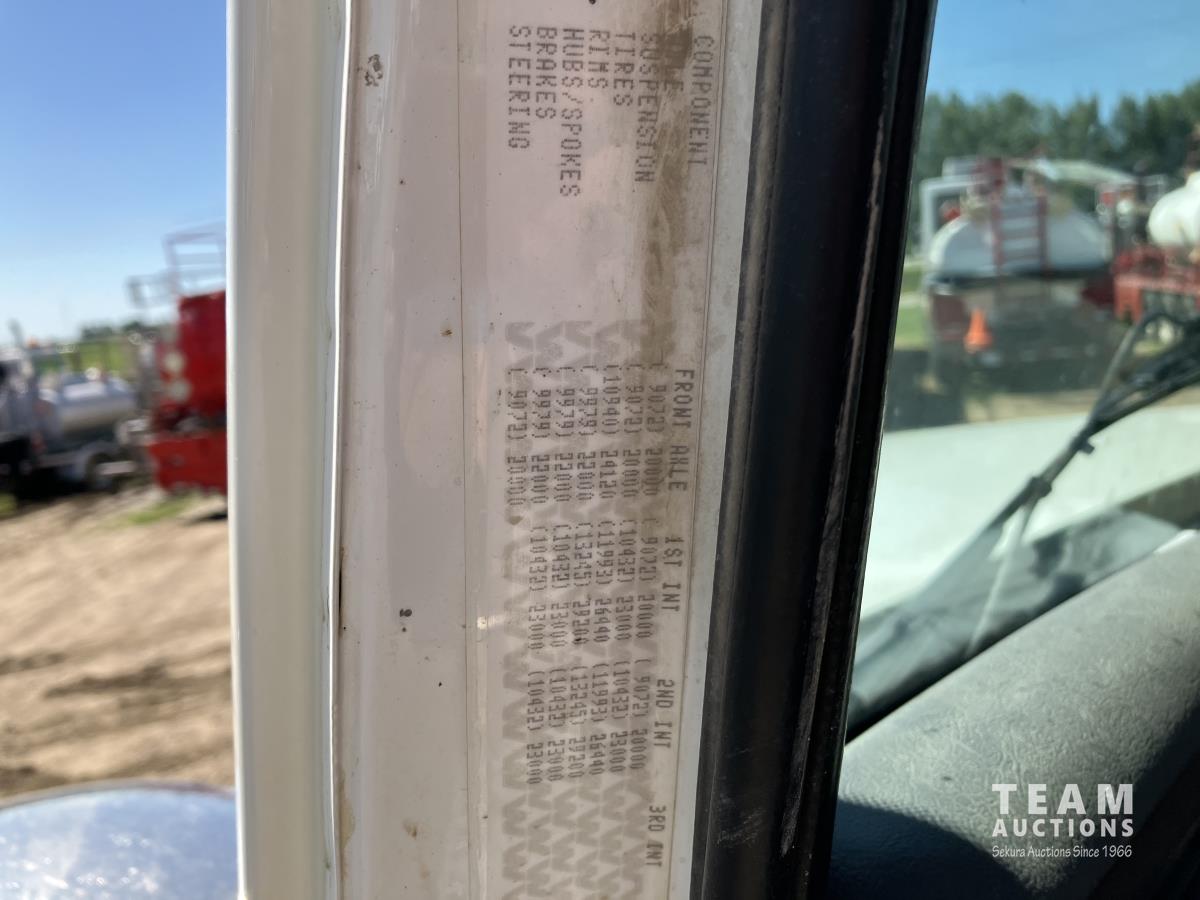 COMPONENT FRONT AXLE 1ST INT 2ND INT 3RD INT
( 9072) 20000 ( 9072) 20000 ( 9072) 20000
SUSPENSION ( 9072) 20000 (10432) 23000 (10432) 23000
TIRES (10940) 24120 (11993) 26440 (11993) 26440
RIMS ( 9979) 22000 (13245) 29200 (13245) 29200
HUBS/SPOKES ( 9979) 22000 (10432) 23000 (10432) 23000
BRAKES ( 9979) 22000 (10432) 23000 (10432) 23000
STEERING ( 9072) 20000
TEAM
AUCTIONS
Sekura Auctions Since 1966